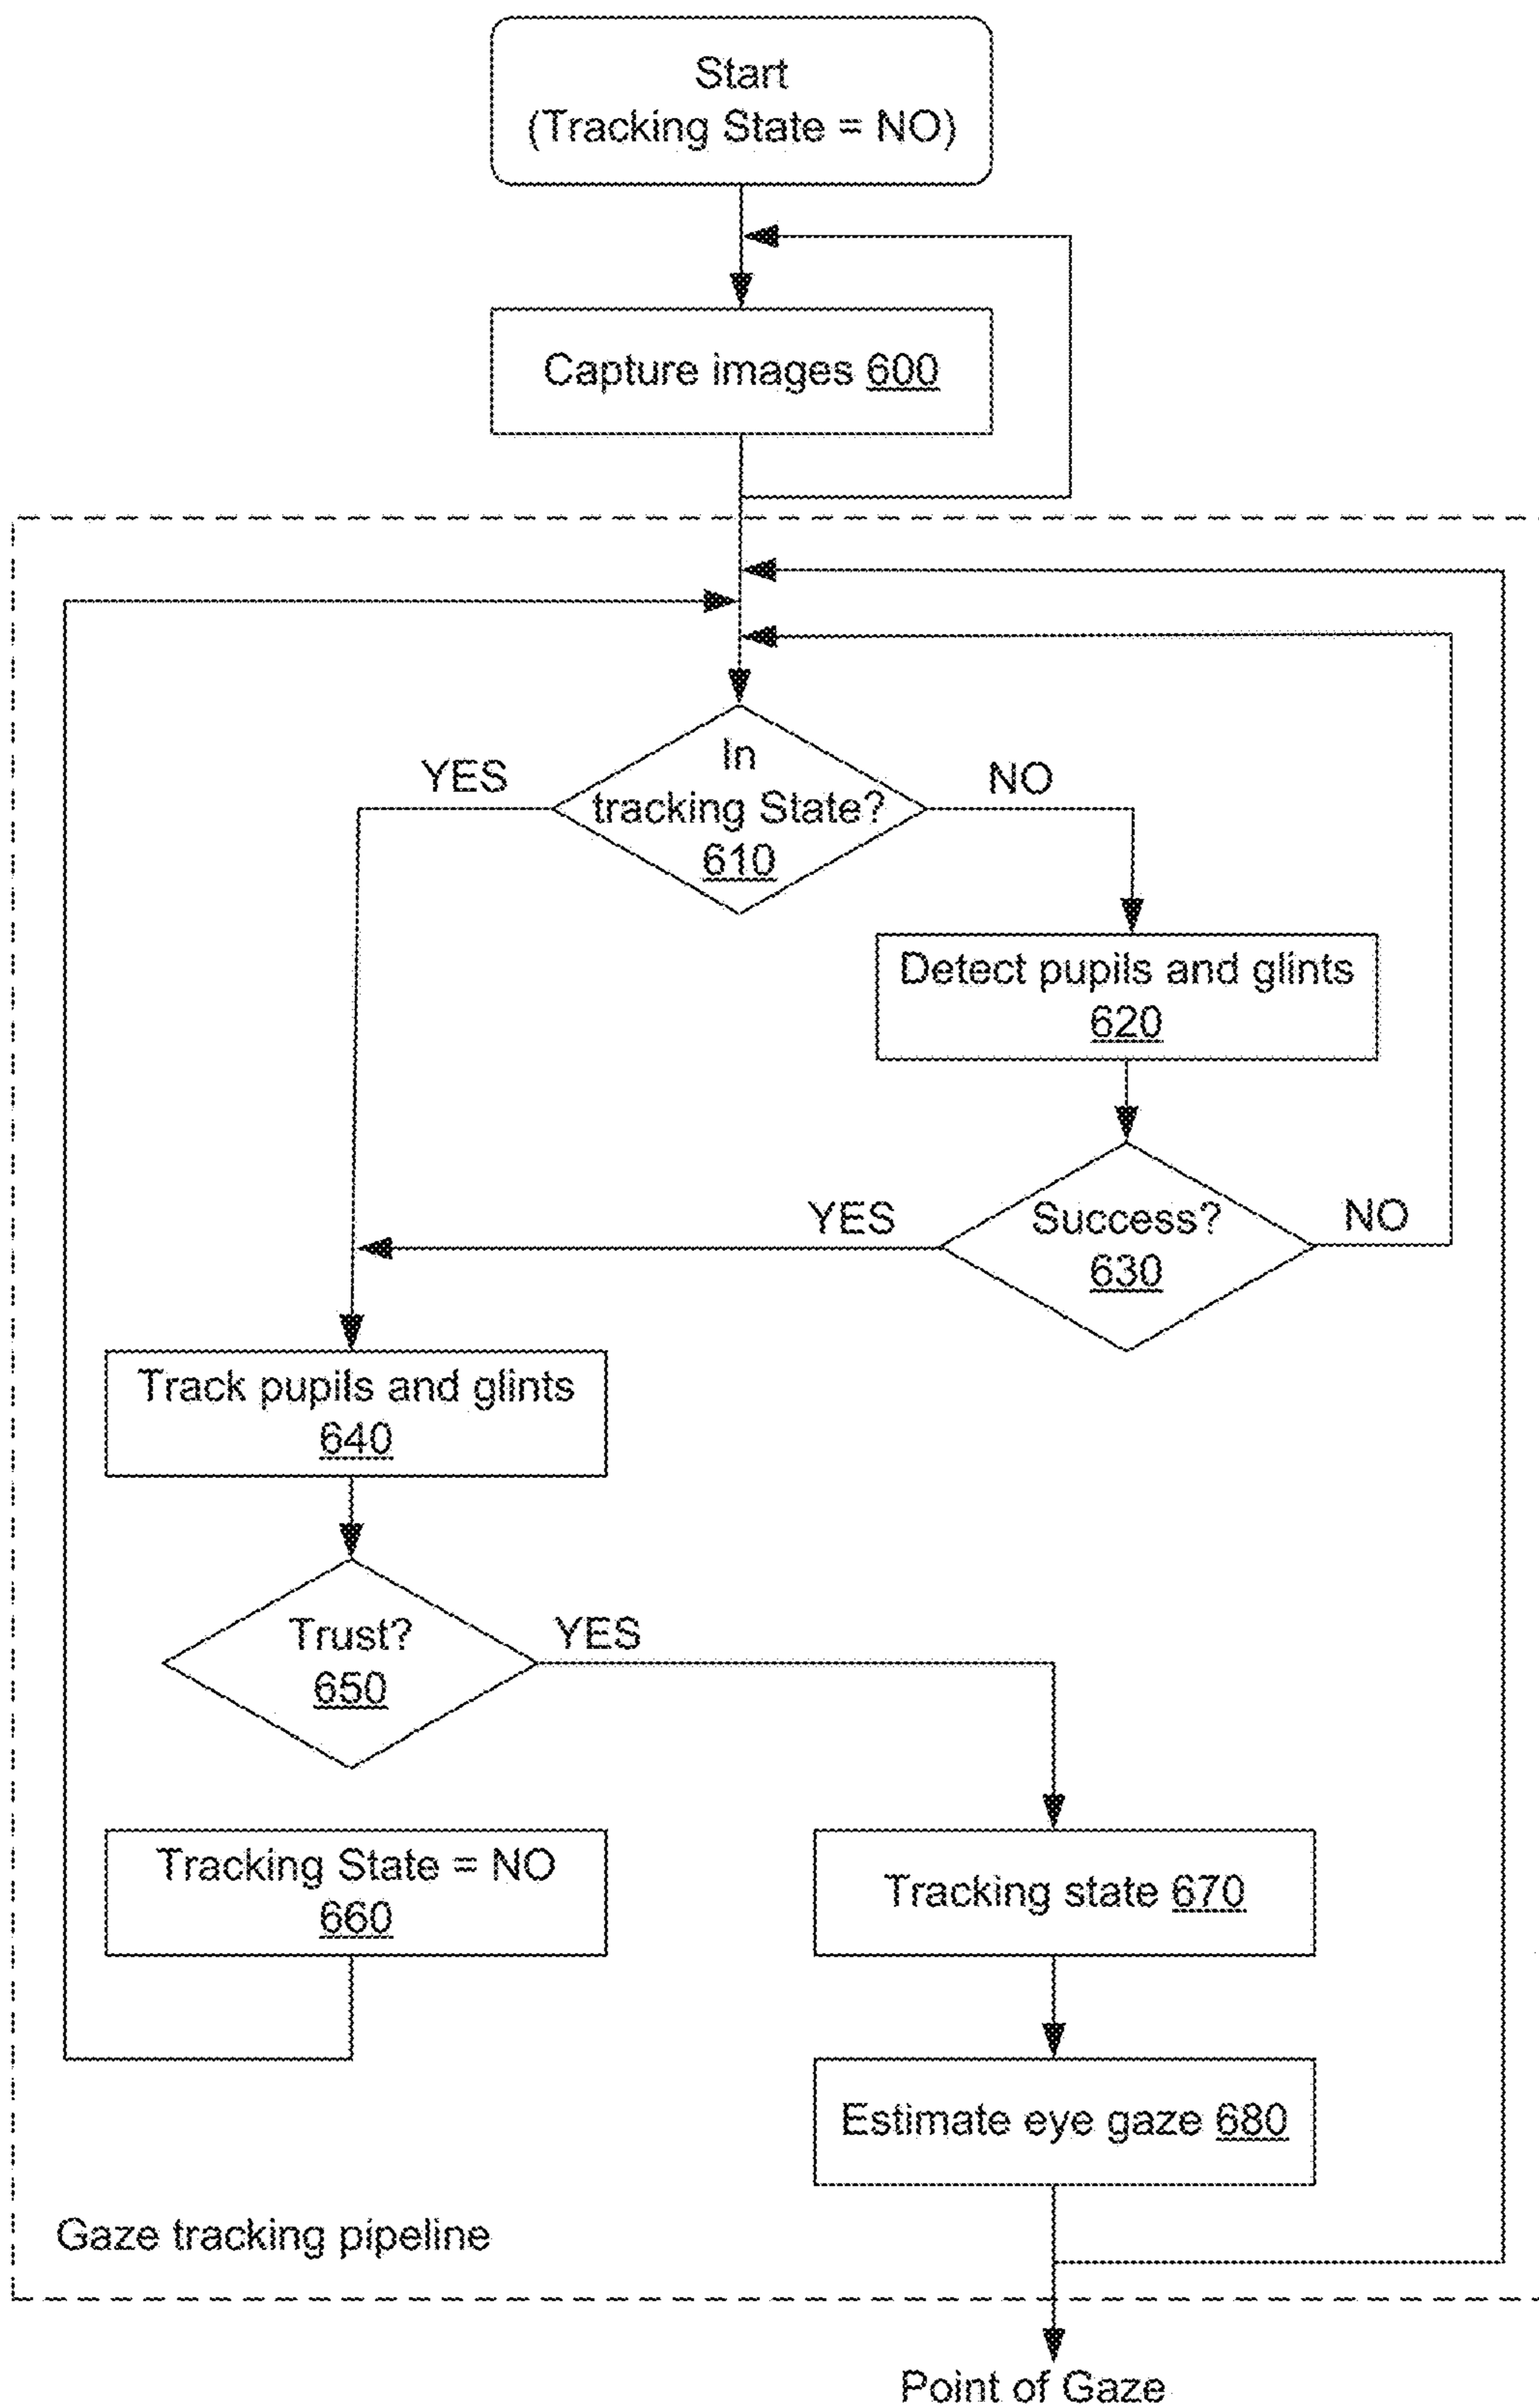 Start
(Tracking State = NO)
Capture images 600
In
tracking State?
610
YES
NO
Detect pupils and glints
620
Success?
630
YES
NO
Track pupils and glints
640
Trust?
650
YES
Tracking State = NO
660
Tracking state 670
Estimate eye gaze 680
Gaze tracking pipeline
Point of Gaze